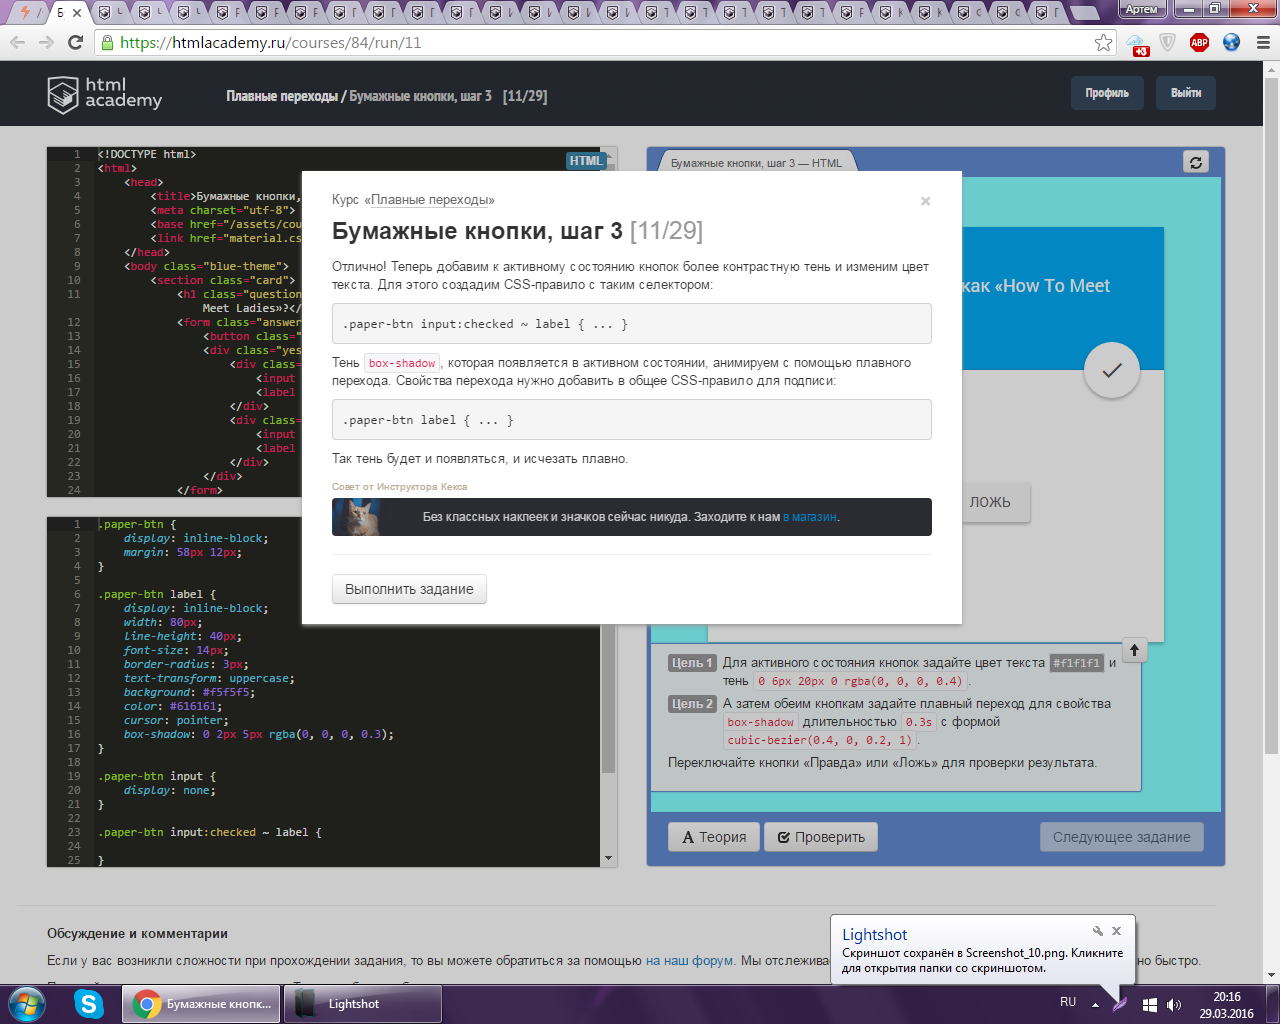 Артем
https://htmlacademy.ru/courses/84/run/11
+3
ABP
html
academy
Плавные переходы / Бумажные кнопки, шаг 3 [11/29]
Профиль
Выйти
HTML
1 <!DOCTYPE html>
2 <html>
3 <head>
4 <title>Бумажные кнопки,
5 <meta charset="utf-8">
6 <base href="/assets/cou
7 <link href="material.cs
8 </head>
9 <body class="blue-theme">
10 <section class="card">
11 <h1 class="question
Meet Ladies»?</
12 <form class="answer
13 <button class="
14 <div class="yes
15 <div class=
16 <input
17 <label
18 </div>
19 <div class=
20 <input
21 <label
22 </div>
23 </div>
24 </form>
1 .paper-btn {
2 display: inline-block;
3 margin: 58px 12px;
4 }
5
6 .paper-btn label {
7 display: inline-block;
8 width: 80px;
9 line-height: 40px;
10 font-size: 14px;
11 border-radius: 3px;
12 text-transform: uppercase;
13 background: #f5f5f5;
14 color: #616161;
15 cursor: pointer;
16 box-shadow: 0 2px 5px rgba(0, 0, 0, 0.3);
17 }
18
19 .paper-btn input {
20 display: none;
21 }
22
23 .paper-btn input:checked ~ label {
24
25 }
Курс «Плавные переходы»
×
Бумажные кнопки, шаг 3 [11/29]
Отлично! Теперь добавим к активному состоянию кнопок более контрастную тень и изменим цвет
текста. Для этого создадим CSS-правило с таким селектором:
.paper-btn input:checked ~ label { ... }
Тень box-shadow, которая появляется в активном состоянии, анимируем с помощью плавного
перехода. Свойства перехода нужно добавить в общее CSS-правило для подписи:
.paper-btn label { ... }
Так тень будет и появляться, и исчезать плавно.
Совет от Инструктора Кекса
Без классных наклеек и значков сейчас никуда. Заходите к нам в магазин.
Выполнить задание
Бумажные кнопки, шаг 3 — HTML
как «How To Meet
ЛОЖЬ
Цель 1 Для активного состояния кнопок задайте цвет текста #f1f1f1 и
тень 0 6px 20px 0 rgba(0, 0, 0, 0.4).
Цель 2 А затем обеим кнопкам задайте плавный переход для свойства
box-shadow длительностью 0.3s с формой
cubic-bezier(0.4, 0, 0.2, 1).
Переключайте кнопки «Правда» или «Ложь» для проверки результата.
Теория
Проверить
Следующее задание
Обсуждение и комментарии
Если у вас возникли сложности при прохождении задания, то вы можете обратиться за помощью на наш форум. Мы отслежива
но быстро.
Lightshot
Скриншот сохранён в Screenshot_10.png. Кликните
для открытия папки со скриншотом.
Бумажные кнопк...
Lightshot
RU
20:16
29.03.2016